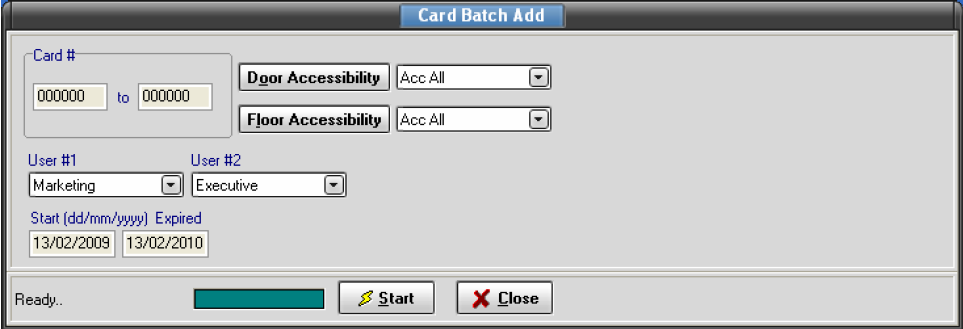 Card Batch Add
Card #
000000 to 000000
Door Accessibility Acc All
Floor Accessibility Acc All
User #1 User #2
Marketing Executive
Start (dd/mm/yyyy) Expired
13/02/2009 13/02/2010
Ready.. Start Close